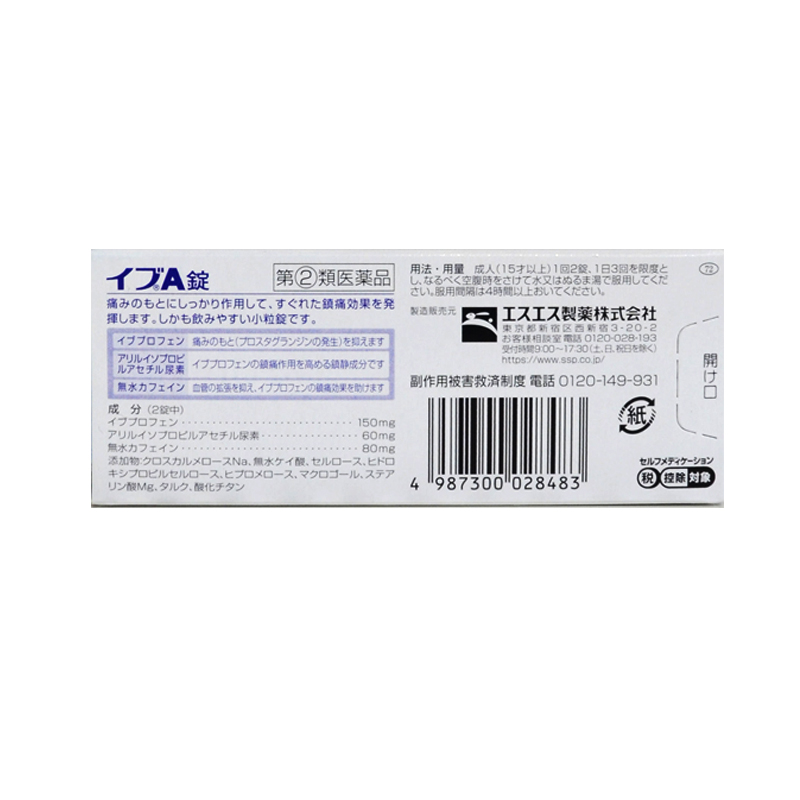 イブA錠
指定②類医薬品
痛みのもとにしっかり作用して、すぐれた鎮痛効果を発
揮します。しかも飲みやすい小粒錠です。
イブプロフェン 痛みのもと(プロスタグランジンの発生)を抑えます
アリルイソプロピ
ルアセチル尿素 イブプロフェンの鎮痛作用を高める鎮静成分です
無水カフェイン 血管の拡張を抑え、イブプロフェンの鎮痛効果を助けます
成 分 (2錠中)
イブプロフェン 150mg
アリルイソプロピルアセチル尿素 60mg
無水カフェイン 80mg
添加物:クロスカルメロースNa、無水ケイ酸、セルロース、ヒドロ
キシプロピルセルロース、ヒプロメロース、マクロゴール、ステア
リン酸Mg、タルク、酸化チタン
用法・用量 成人(15才以上)1回2錠、1日3回を限度と
し、なるべく空腹時をさけて水又はぬるま湯で服用してくだ
さい。服用間隔は4時間以上おいてください。
72
製造販売元
エスエス製薬株式会社
東京都新宿区西新宿3-20-2
お客様相談室 電話0120-028-193
受付時間9:00〜17:30(土、日、祝日を除く)
https://www.ssp.co.jp/
副作用被害救済制度 電話 0120-149-931
4 987300 028483
紙
開け口
セルフメディケーション
税 控除 対象